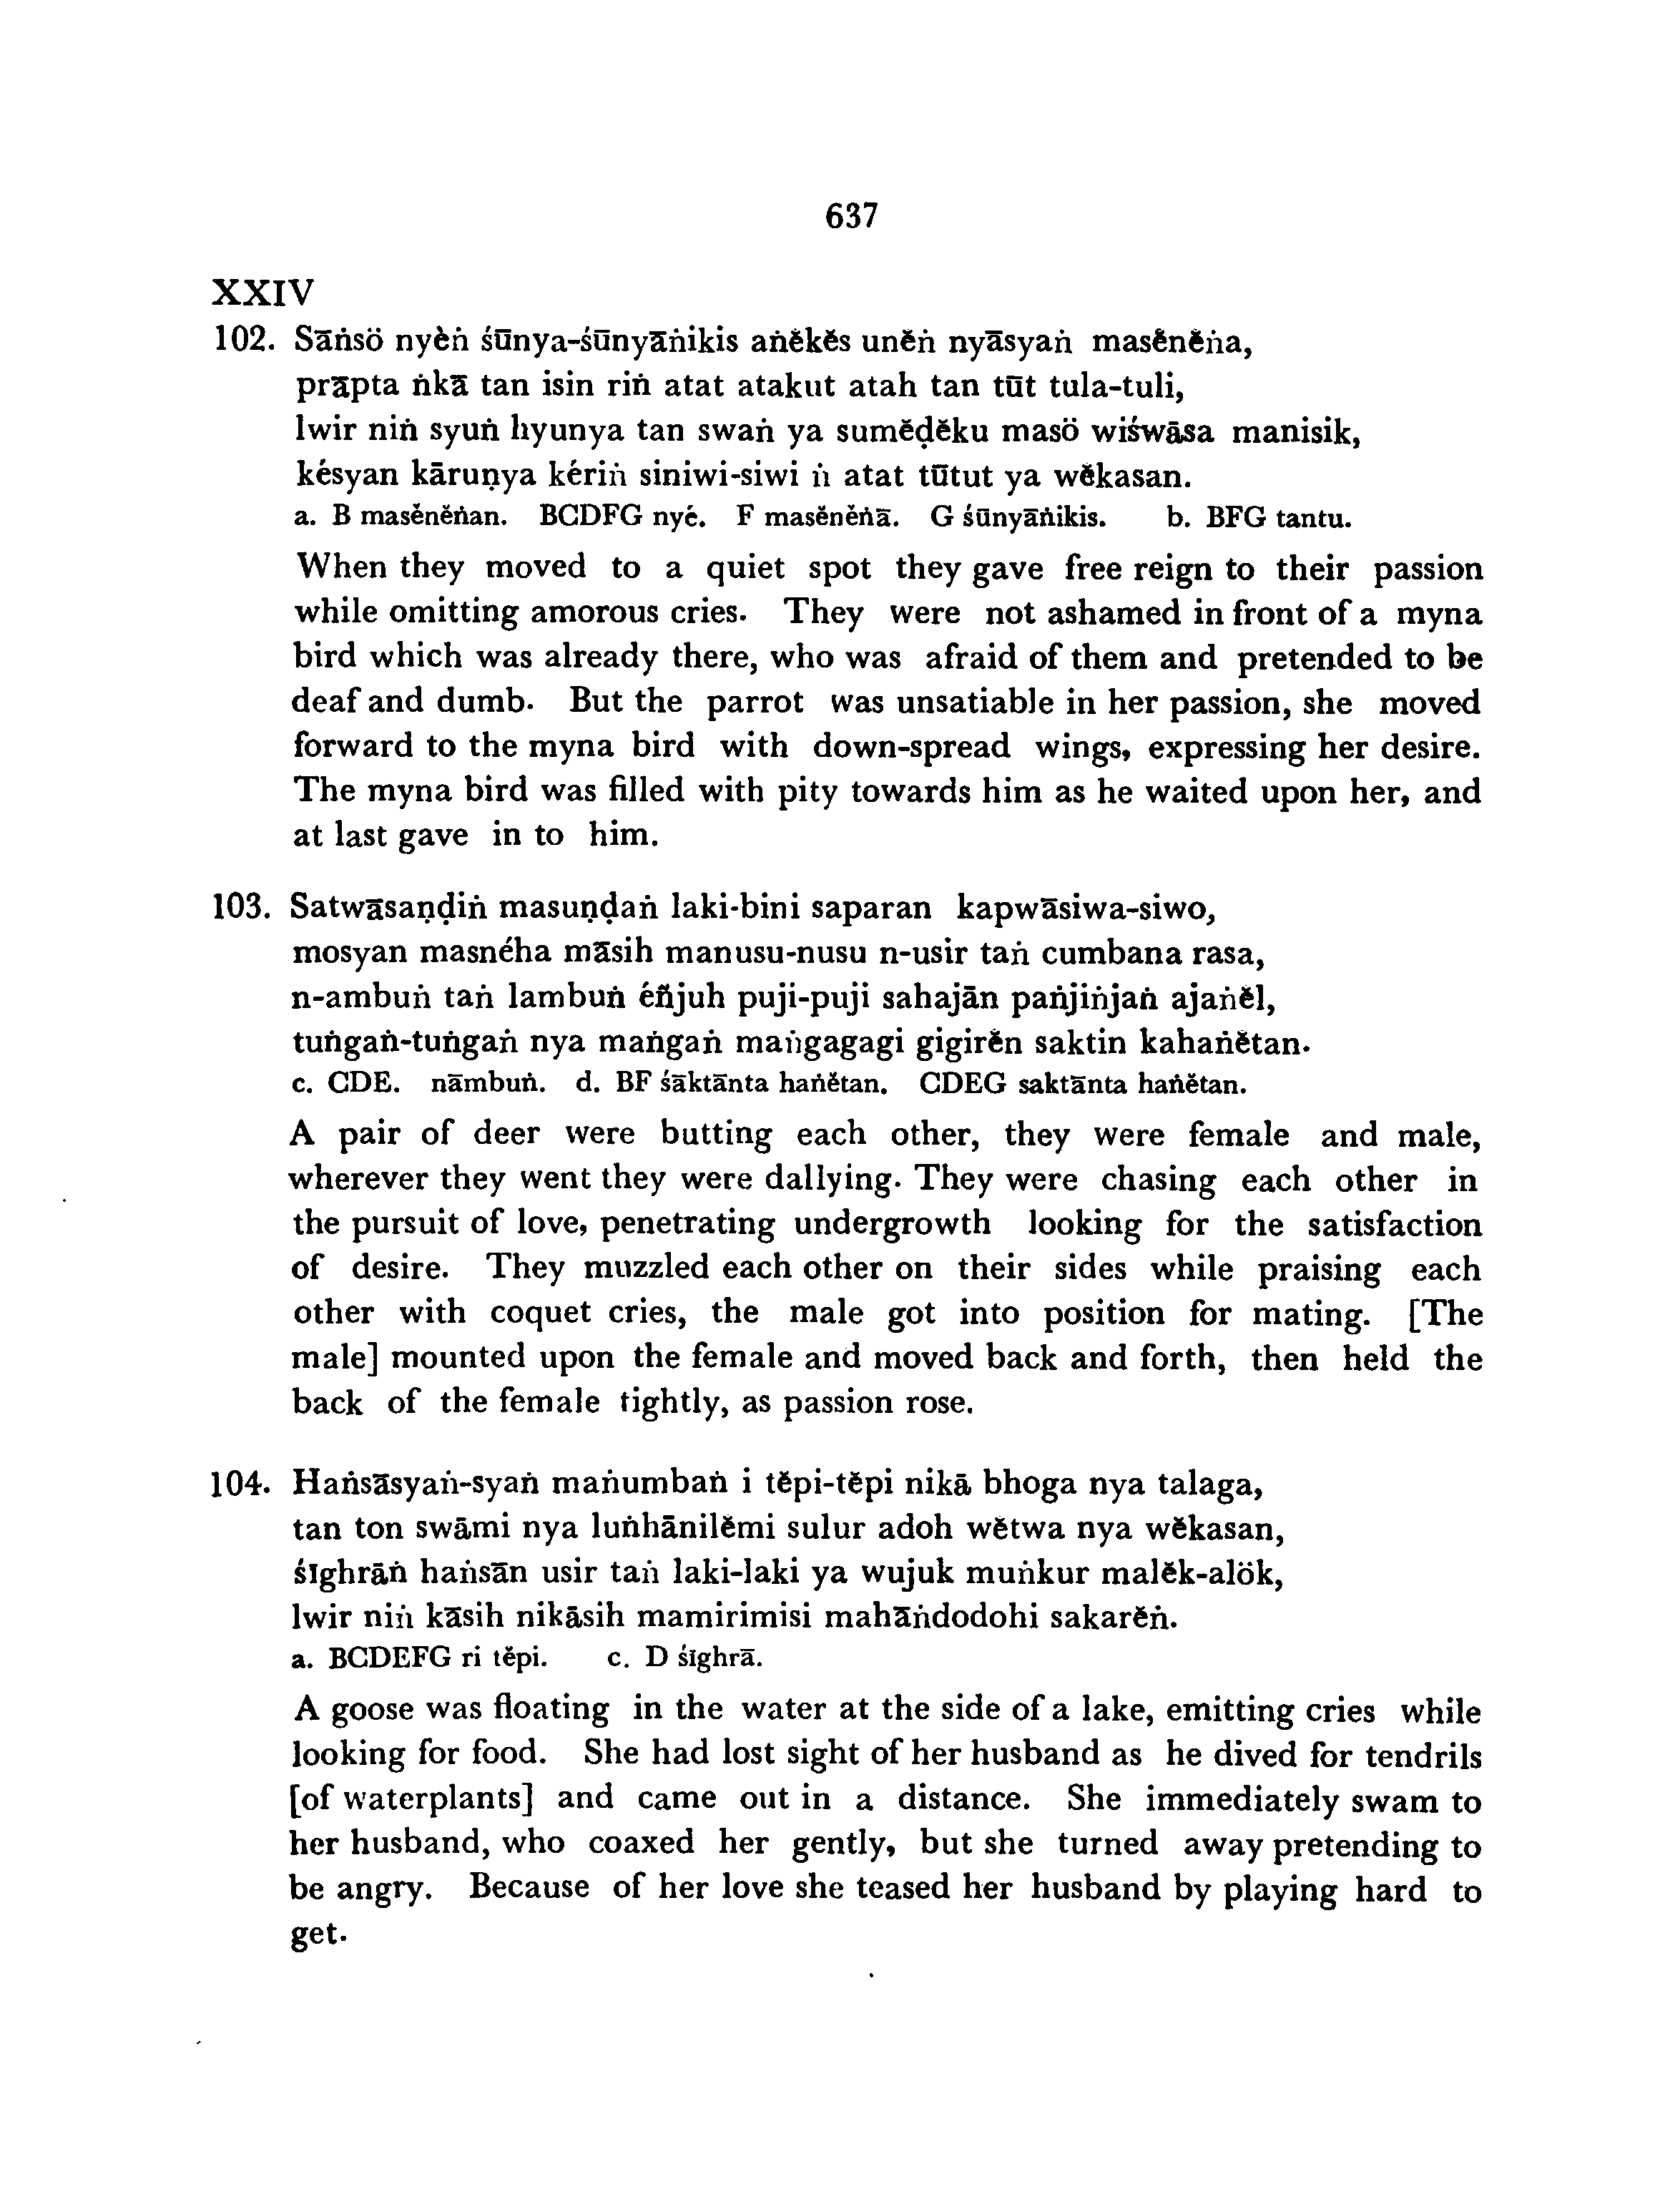 637
XXIV
102. Sāṅsö nyèṅ śūnya-śūnyāṅikis aṅĕkĕs unĕṅ nyāsyaṅ masĕnĕṅa,
prāpta ṅkā tan isin riṅ atat atakut atah tan tūt tula-tuli,
lwir niṅ syuṅ hyunya tan swaṅ ya sumĕḍĕku masö wiśwāsa manisik,
késyan kāruṇya kériṅ siniwi-siwi ṅ atat tūtut ya wĕkasan.
a. B masĕnĕṅan. BCDFG nyé. F masĕnĕṅā. G śūnyāṅikis. b. BFG tantu.
When they moved to a quiet spot they gave free reign to their passion
while omitting amorous cries. They were not ashamed in front of a myna
bird which was already there, who was afraid of them and pretended to be
deaf and dumb. But the parrot was unsatiable in her passion, she moved
forward to the myna bird with down-spread wings, expressing her desire.
The myna bird was filled with pity towards him as he waited upon her, and
at last gave in to him.
103. Satwāsaṇḍiṅ masuṇḍaṅ laki-bini saparan kapwāsiwa-siwo,
mosyan masnéha māsih manusu-nusu n-usir taṅ cumbana rasa,
n-ambuṅ taṅ lambuṅ éñjuh puji-puji sahajān paṅjiṅjaṅ ajaṅĕl,
tuṅgaṅ-tuṅgaṅ nya maṅgaṅ maṅgagagi gigirĕn saktin kahaṅĕtan.
c. CDE. nāmbuṅ. d. BF śāktānta haṅĕtan. CDEG saktānta haṅĕtan.
A pair of deer were butting each other, they were female and male,
wherever they went they were dallying. They were chasing each other in
the pursuit of love, penetrating undergrowth looking for the satisfaction
of desire. They muzzled each other on their sides while praising each
other with coquet cries, the male got into position for mating. [The
male] mounted upon the female and moved back and forth, then held the
back of the female tightly, as passion rose.
104. Haṅsāsyaṅ-syaṅ maṅumbaṅ i tĕpi-tĕpi nikā bhoga nya talaga,
tan ton swāmi nya luṅhānilĕmi sulur adoh wĕtwa nya wĕkasan,
śīghrāṅ haṅsān usir taṅ laki-laki ya wujuk muṅkur malĕk-alök,
lwir niṅ kāsih nikāsih mamirimisi mahāṅdodohi sakarĕṅ.
a. BCDEFG ri tĕpi. c. D śīghrā.
A goose was floating in the water at the side of a lake, emitting cries while
looking for food. She had lost sight of her husband as he dived for tendrils
[of waterplants] and came out in a distance. She immediately swam to
her husband, who coaxed her gently, but she turned away pretending to
be angry. Because of her love she teased her husband by playing hard to
get.